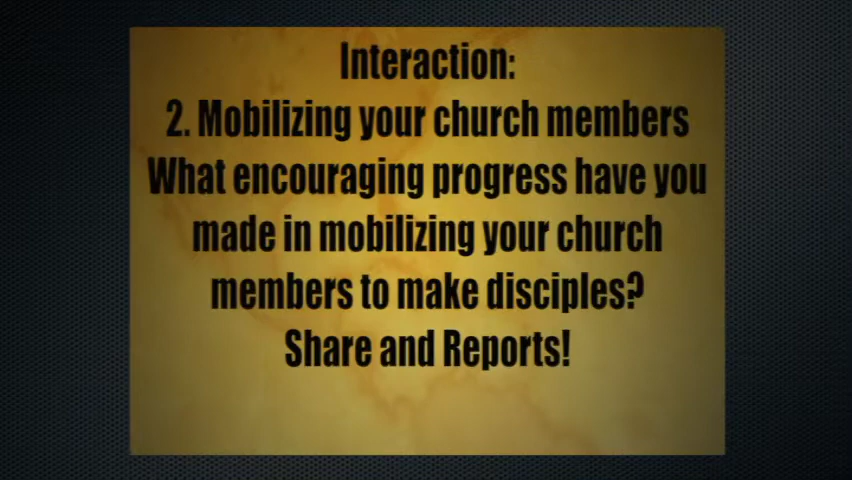 Interaction:
2. Mobilizing your church members
What encouraging progress have you
made in mobilizing your church
members to make disciples?
Share and Reports!